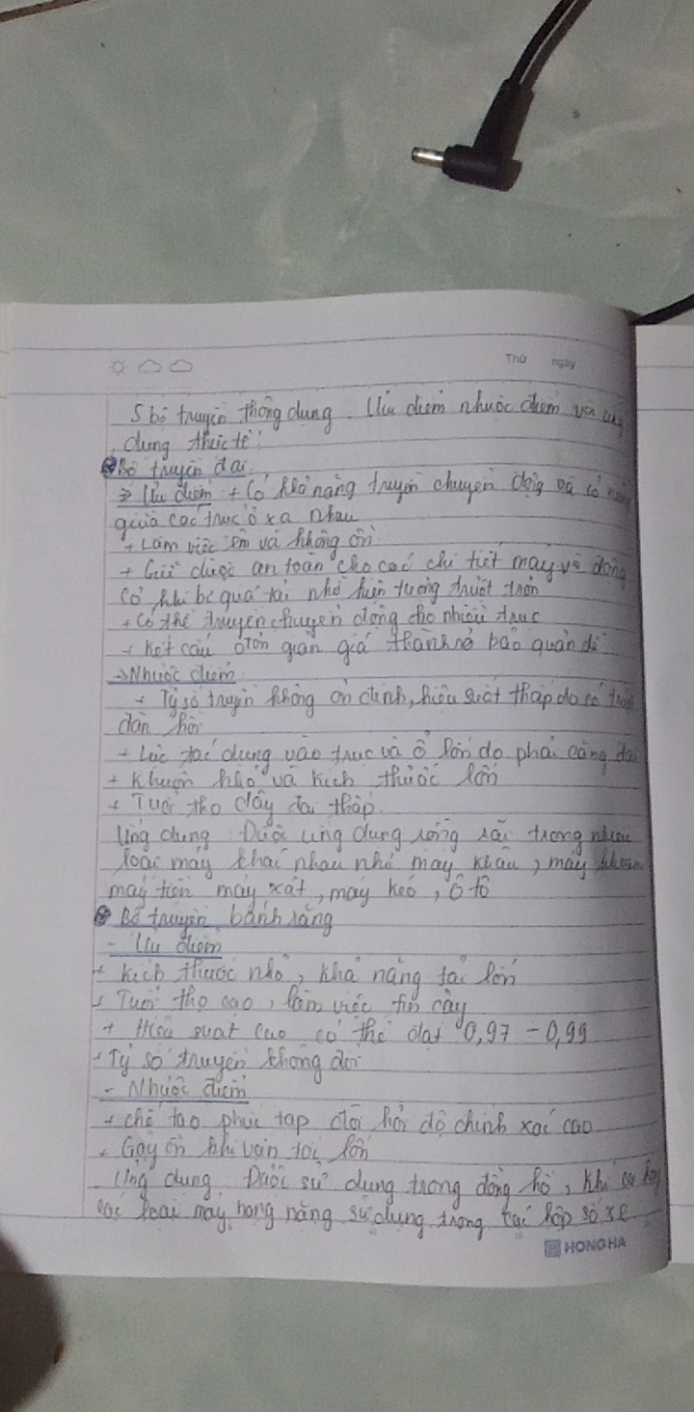 Thứ ngày
5 bộ truyền thông dụng. Ưu điểm nhược điểm và ứng
dụng thực tế:
Bộ truyền đai
→ Ưu điểm + Có khả năng truyền chuyển động và cơ năng
giữa các trục ở xa nhau
+ Làm việc êm và không ồn
+ Giữ được an toàn cho các chi tiết máy và động
cơ khi bị quá tải nhờ hiện tượng trượt trơn
+ Có thể truyền chuyển động cho nhiều trục
+ Kết cấu đơn giản giá thành rẻ bảo quản dễ
→ Nhược điểm
+ Tỷ số truyền không ổn định, hiệu suất thấp do có trượt
đàn hồi
+ Lực tác dụng vào trục và ổ lớn do phải căng đai
+ Khuôn khổ và kích thước lớn
+ Tuổi thọ dây đai thấp
Ứng dụng: Được ứng dụng rộng rãi trong nhiều
loại máy khác nhau như máy khâu, máy khoan
máy tiện máy xát, máy kéo, ô tô
Bộ truyền bánh răng
- Ưu điểm
+ Kích thước nhỏ, khả năng tải lớn
+ Tuổi thọ cao, làm việc tin cậy
+ Hiệu suất cao có thể đạt 0,97 - 0,99
+ Tỷ số truyền không đổi
- Nhược điểm
+ chế tạo phức tạp đòi hỏi độ chính xác cao
+ Gây ồn khi vận tốc lớn
- Ứng dụng: Được sử dụng trong đồng hồ, khí cụ hay
các loại máy hạng nặng sử dụng trong tại hộp số xe
HONG HA